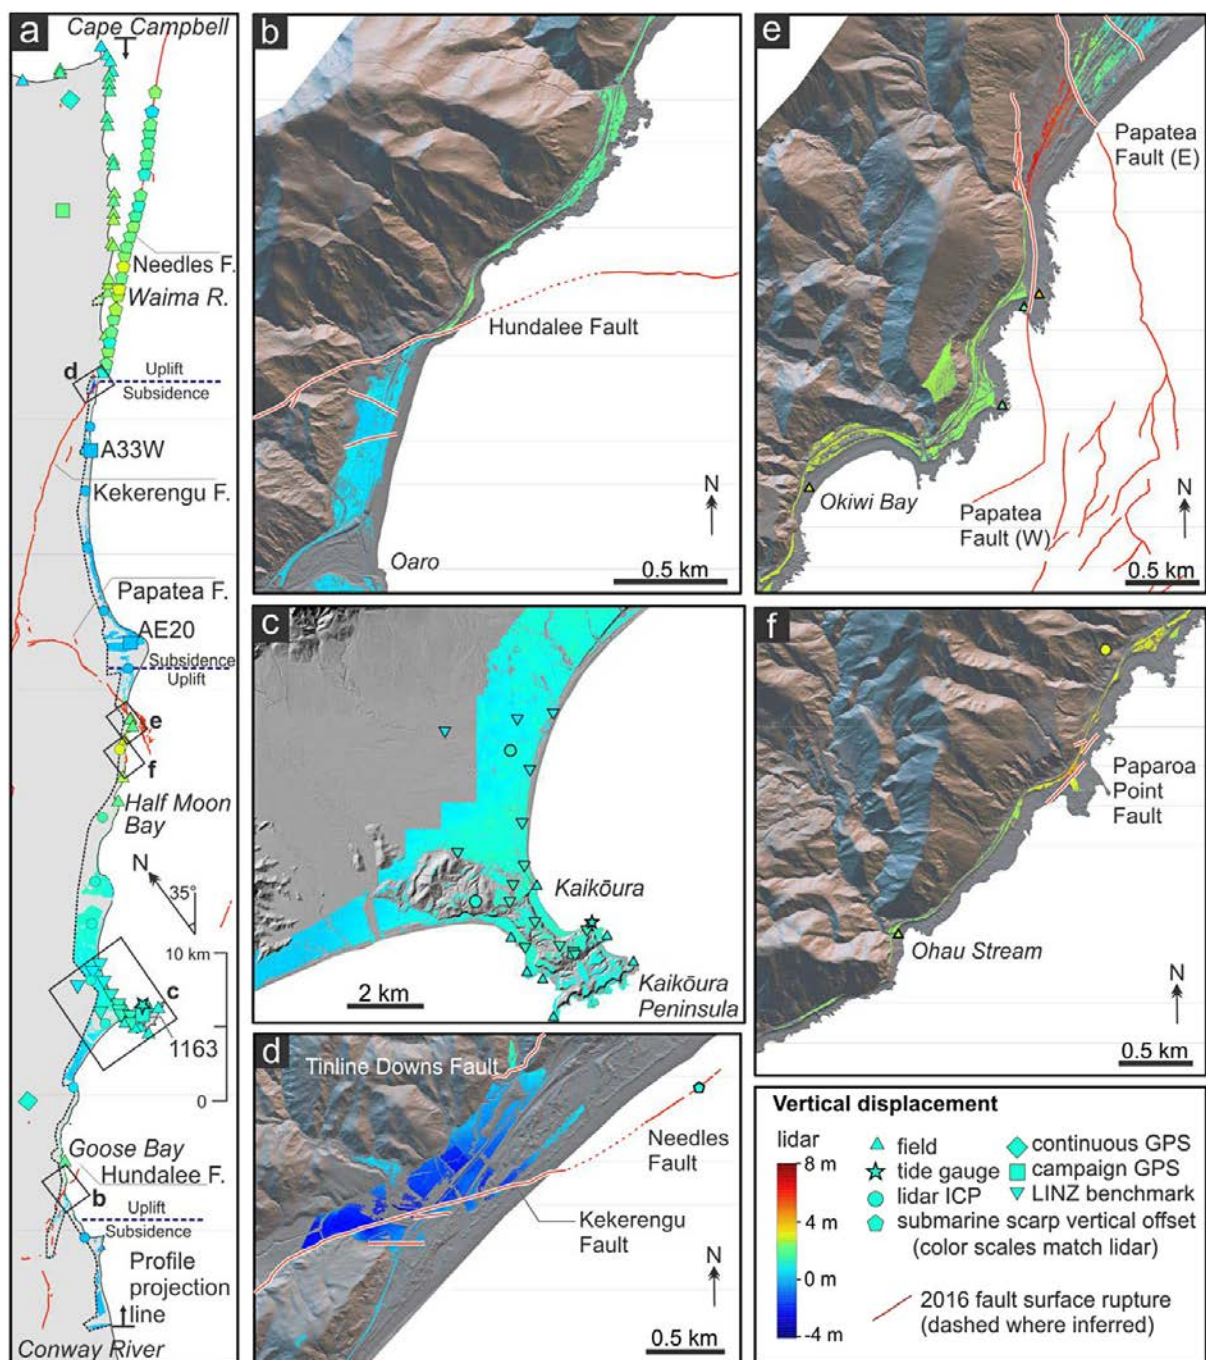 a
Cape Campbell
Needles F.
Waima R.
d
Uplift
Subsidence
A33W
Kekerengu F.
Papatea F.
AE20
Subsidence
Uplift
e
f
Half Moon
Bay
N
35°
10 km
c
1163
0
Goose Bay
Hundalee F.
b
Uplift
Subsidence
Profile
projection
line
Conway River
b
Hundalee Fault
N
Oaro
0.5 km
c
Kaikōura
Kaikōura
Peninsula
2 km
d
Tinline Downs Fault
Needles
Fault
Kekerengu
Fault
N
0.5 km
e
Papatea
Fault (E)
Okiwi Bay
Papatea
Fault (W)
N
0.5 km
f
Paparoa
Point
Fault
Ohau Stream
N
0.5 km
Vertical displacement
lidar
8 m
4 m
0 m
-4 m
field
tide gauge
lidar ICP
continuous GPS
campaign GPS
LINZ benchmark
submarine scarp vertical offset
(color scales match lidar)
2016 fault surface rupture
(dashed where inferred)